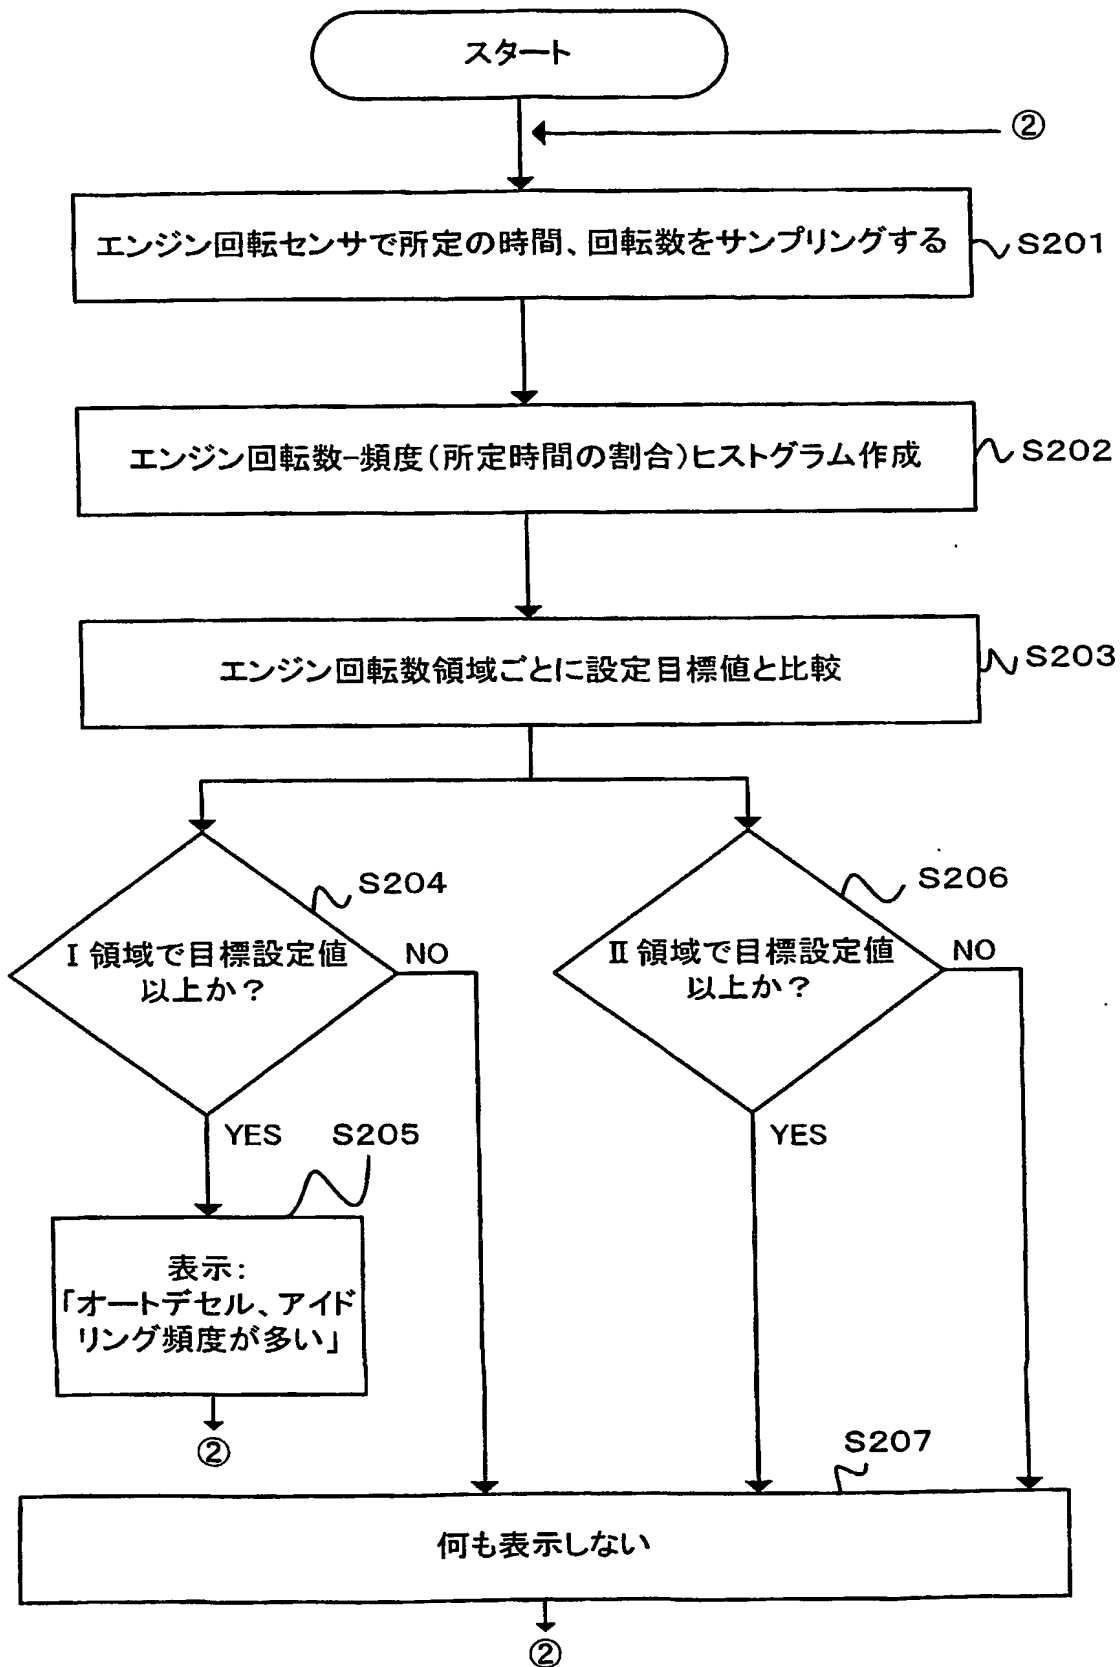 スタート
②
エンジン回転センサで所定の時間、回転数をサンプリングする
S201
エンジン回転数-頻度(所定時間の割合)ヒストグラム作成
S202
エンジン回転数領域ごとに設定目標値と比較
S203
S204
I 領域で目標設定値
以上か?
NO
YES
S205
表示:
「オートデセル、アイド
リング頻度が多い」
②
S206
II 領域で目標設定値
以上か?
NO
YES
S207
何も表示しない
②